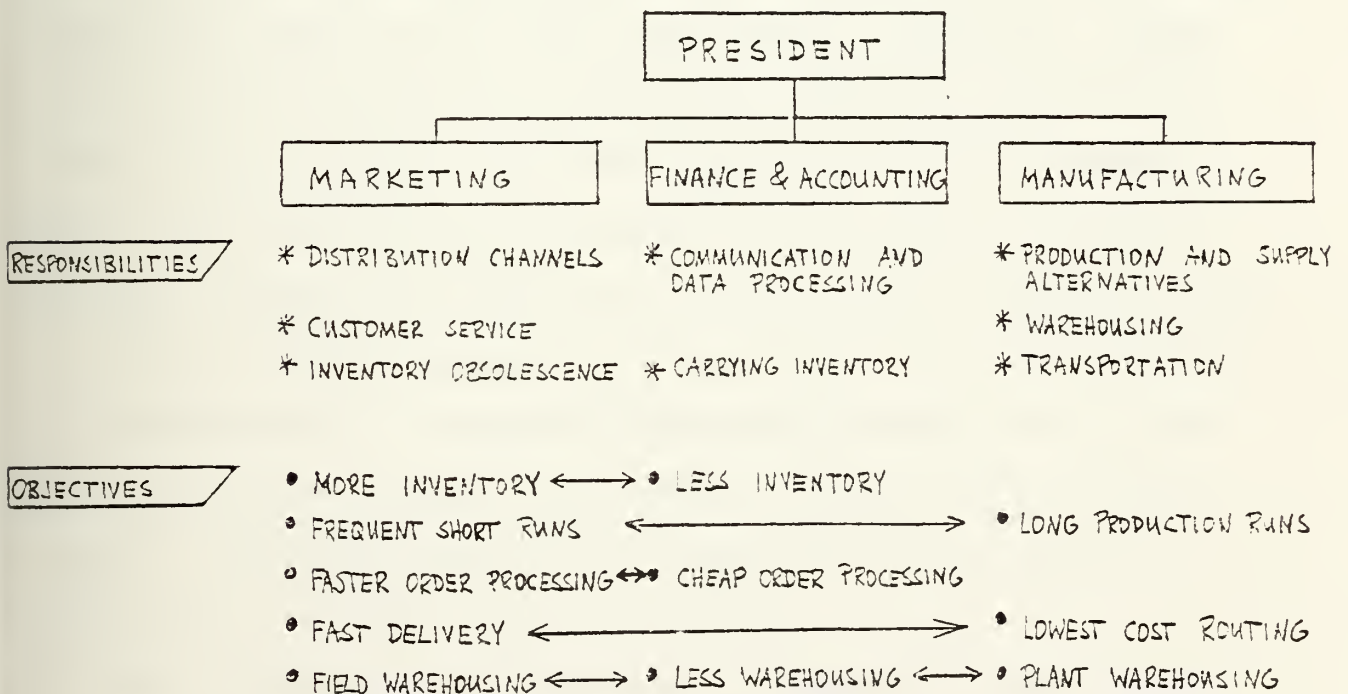 PRESIDENT
MARKETING
FINANCE & ACCOUNTING
MANUFACTURING
RESPONSIBILITIES
* DISTRIBUTION CHANNELS
* COMMUNICATION AND
DATA PROCESSING
* PRODUCTION AND SUPPLY
ALTERNATIVES
* CUSTOMER SERVICE
* WAREHOUSING
* INVENTORY OBSOLESCENCE
* CARRYING INVENTORY
* TRANSPORTATION
OBJECTIVES
• MORE INVENTORY ↔ • LESS INVENTORY
• FREQUENT SHORT RUNS ↔ • LONG PRODUCTION RUNS
• FASTER ORDER PROCESSING ↔ • CHEAP ORDER PROCESSING
• FAST DELIVERY ↔ • LOWEST COST ROUTING
• FIELD WAREHOUSING ↔ • LESS WAREHOUSING ↔ • PLANT WAREHOUSING